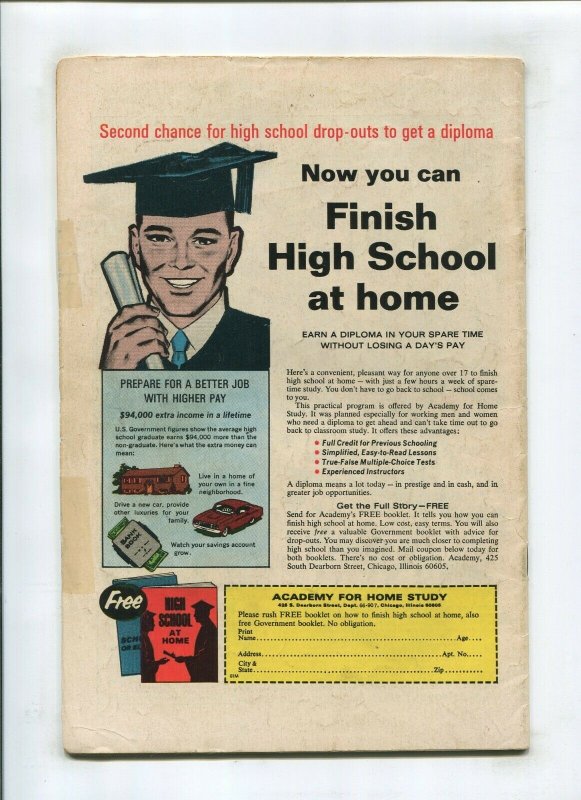 Second chance for high school drop-outs to get a diploma
Now you can
Finish
High School
at home
EARN A DIPLOMA IN YOUR SPARE TIME
WITHOUT LOSING A DAY'S PAY
PREPARE FOR A BETTER JOB
WITH HIGHER PAY
$94,000 extra income in a lifetime
U.S. Government figures show the average high
school graduate earns $94,000 more than the
non-graduate. Here's what the extra money can
mean:
Live in a home of
your own in a fine
neighborhood.
Drive a new car, provide
other luxuries for your
family.
BANK
BOOK
Watch your savings account
grow.
Here's a convenient, pleasant way for anyone over 17 to finish
high school at home – with just a few hours a week of spare-
time study. You don't have to go back to school – school comes
to you.
This practical program is offered by Academy for Home
Study. It was planned especially for working men and women
who need a diploma to get ahead and can't take time out to go
back to classroom study. It offers these advantages:
• Full Credit for Previous Schooling
• Simplified, Easy-to-Read Lessons
• True-False Multiple-Choice Tests
• Experienced Instructors
A diploma means a lot today – in prestige and in cash, and in
greater job opportunities.
Get the Full Story–FREE
Send for Academy's FREE booklet. It tells you how you can
finish high school at home. Low cost, easy terms. You will also
receive free a valuable Government booklet with advice for
drop-outs. You may discover you are much closer to completing
high school than you imagined. Mail coupon below today for
both booklets. There's no cost or obligation. Academy, 425
South Dearborn Street, Chicago, Illinois 60605,
Free
HIGH
SCHOOL
AT
HOME
SCHO
OR EL
ACADEMY FOR HOME STUDY
425 S. Dearborn Street, Dept. 66-907, Chicago, Illinois 60605
Please rush FREE booklet on how to finish high school at home, also
free Government booklet. No obligation.
Print
Name Age
Address Apt. No.
City &
State Zip